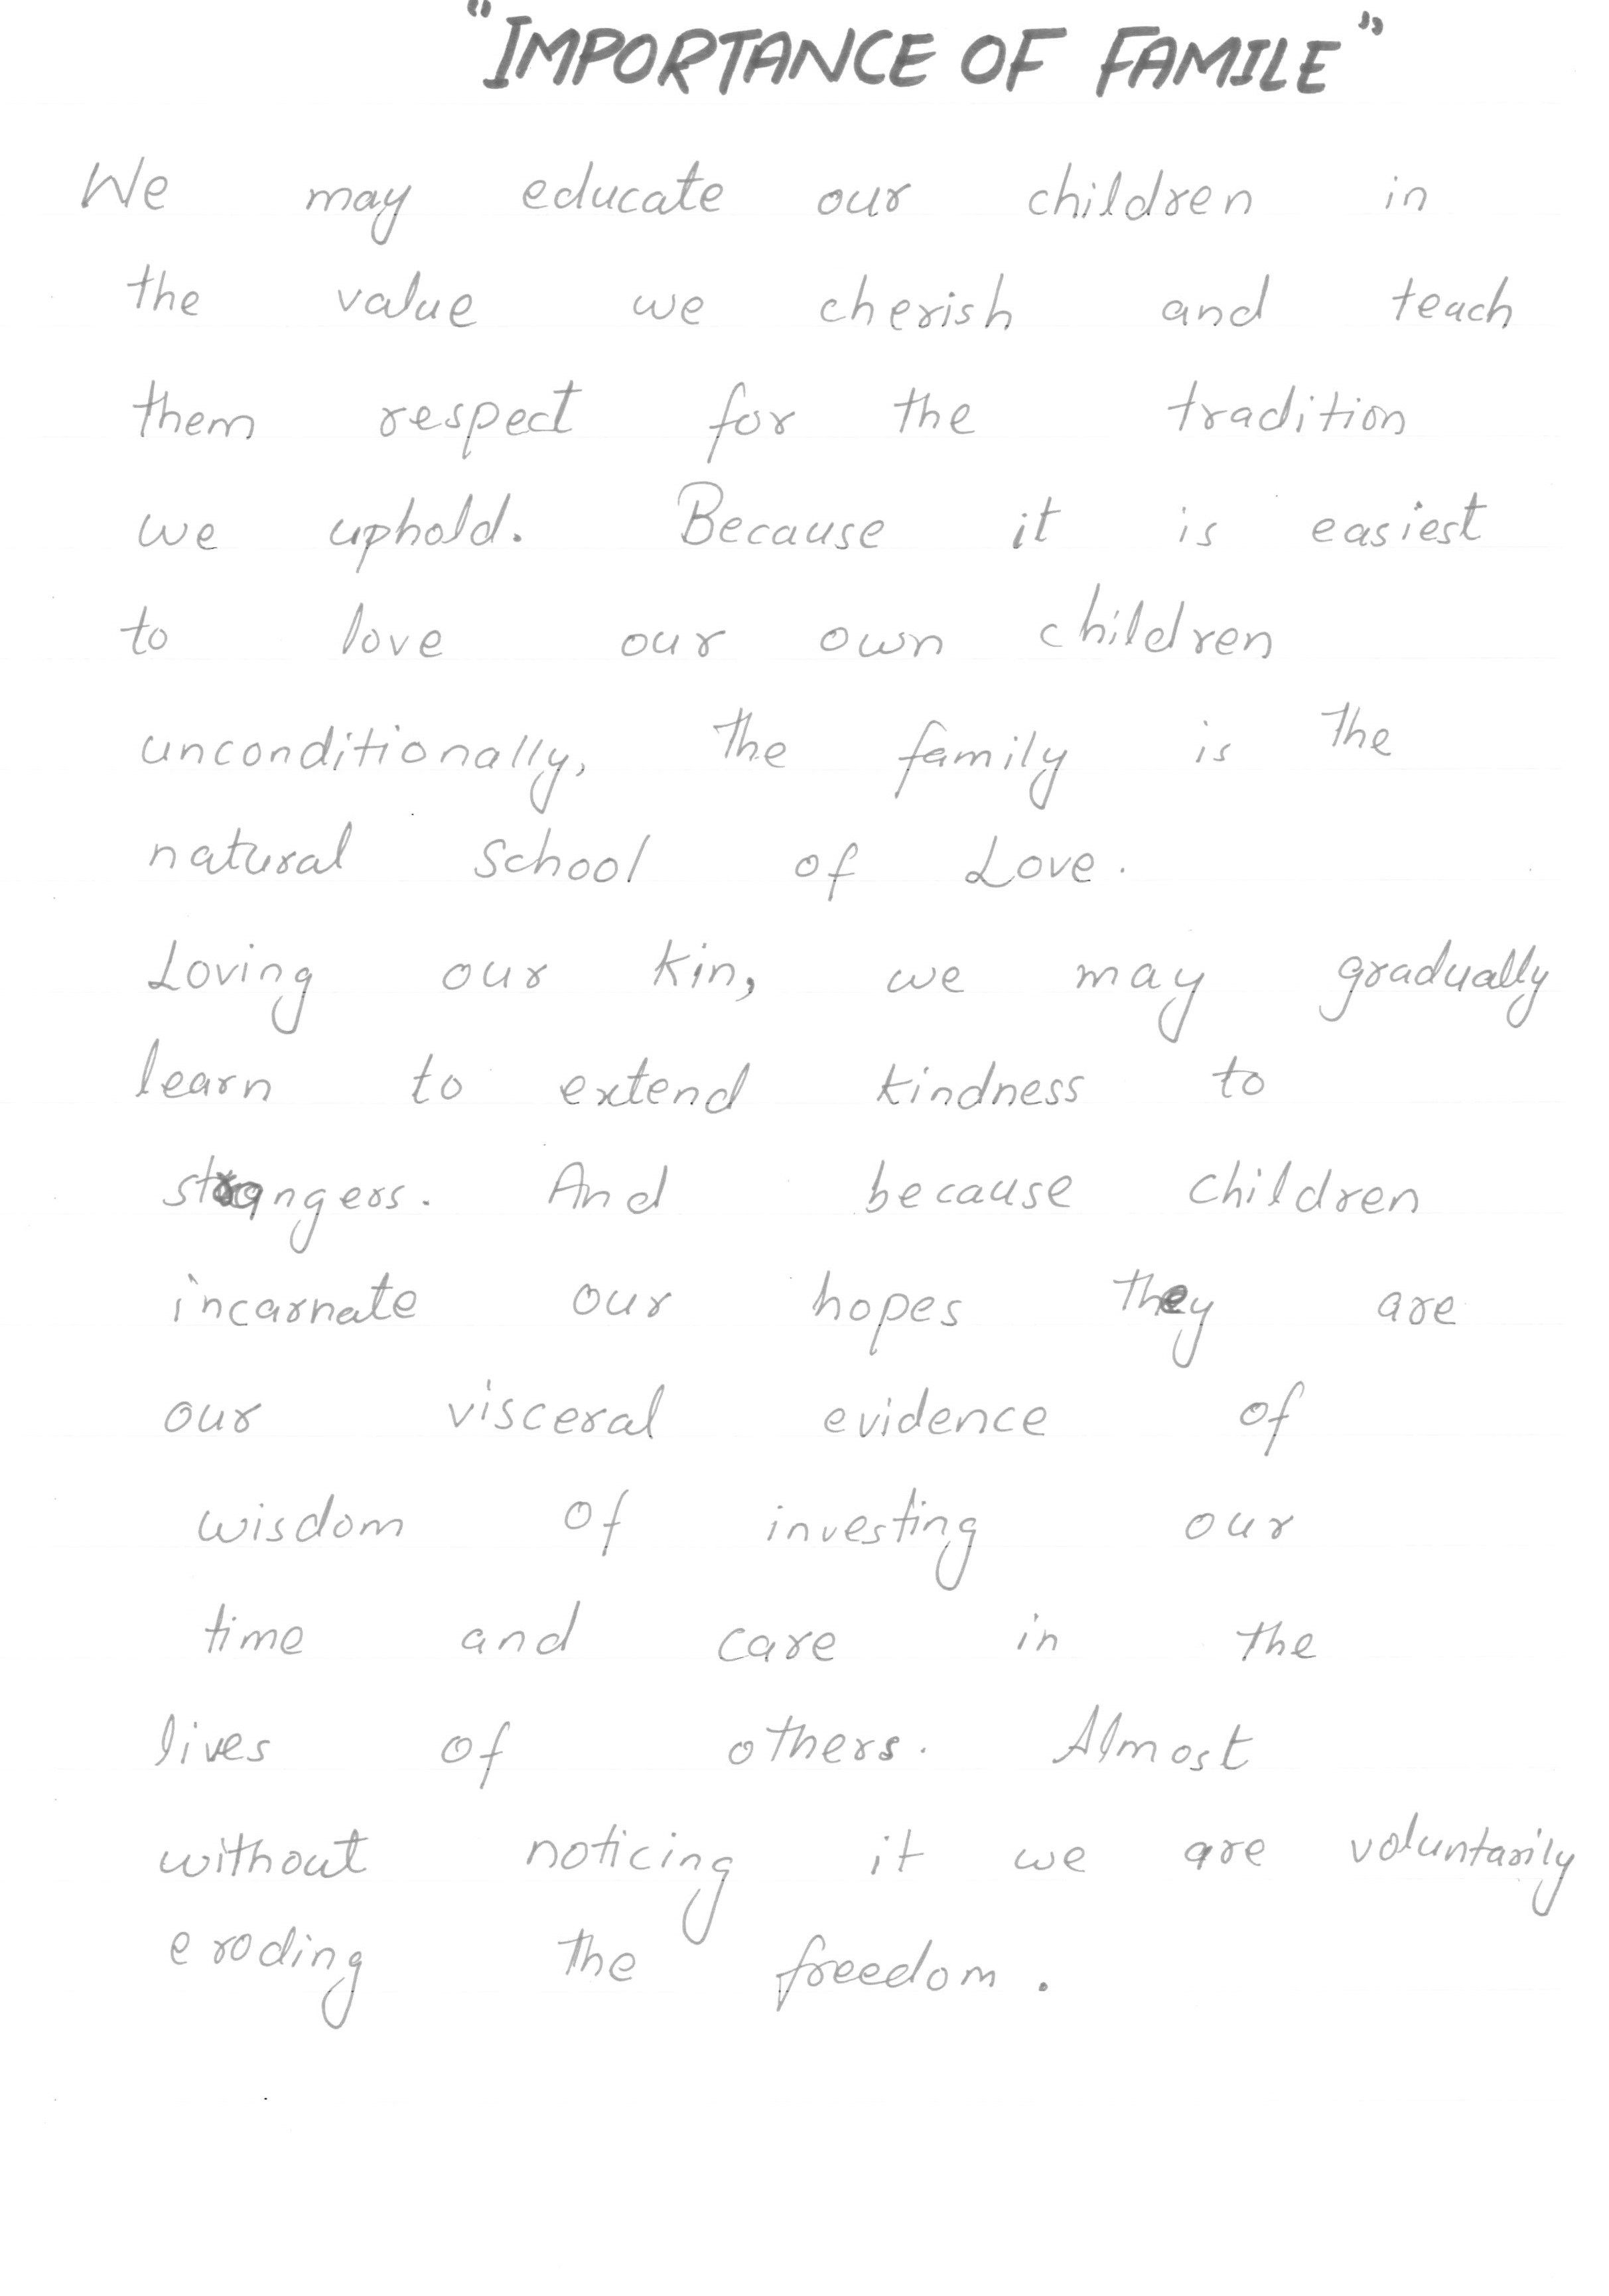 "IMPORTANCE OF FAMILE"
We may educate our children in
the value we cherish and teach
them respect for the tradition
we uphold. Because it is easiest
to love our own children
unconditionally, the family is the
natural school of Love.
Loving our kin, we may gradually
learn to extend kindness to
strangers. And because children
incarnate our hopes they are
our visceral evidence of
wisdom of investing our
time and care in the
lives of others. Almost
without noticing it we are voluntarily
eroding the freedom.